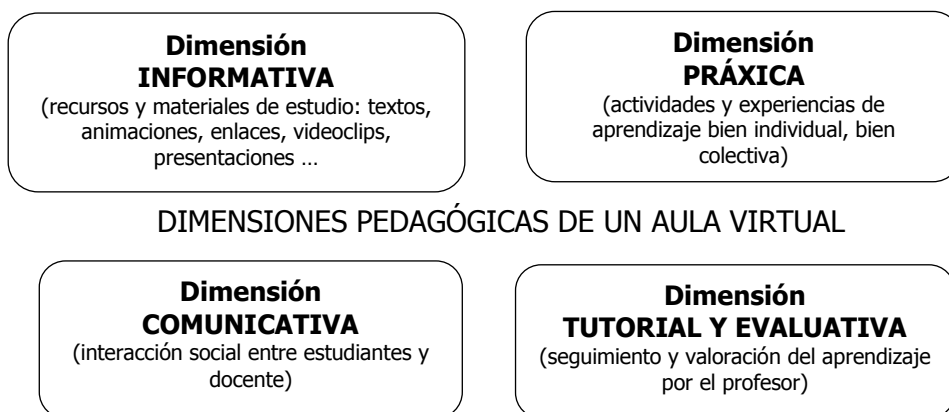 Dimensión
INFORMATIVA
(recursos y materiales de estudio: textos,
animaciones, enlaces, videoclips,
presentaciones …
Dimensión
PRÁXICA
(actividades y experiencias de
aprendizaje bien individual, bien
colectiva)
DIMENSIONES PEDAGÓGICAS DE UN AULA VIRTUAL
Dimensión
COMUNICATIVA
(interacción social entre estudiantes y
docente)
Dimensión
TUTORIAL Y EVALUATIVA
(seguimiento y valoración del aprendizaje
por el profesor)